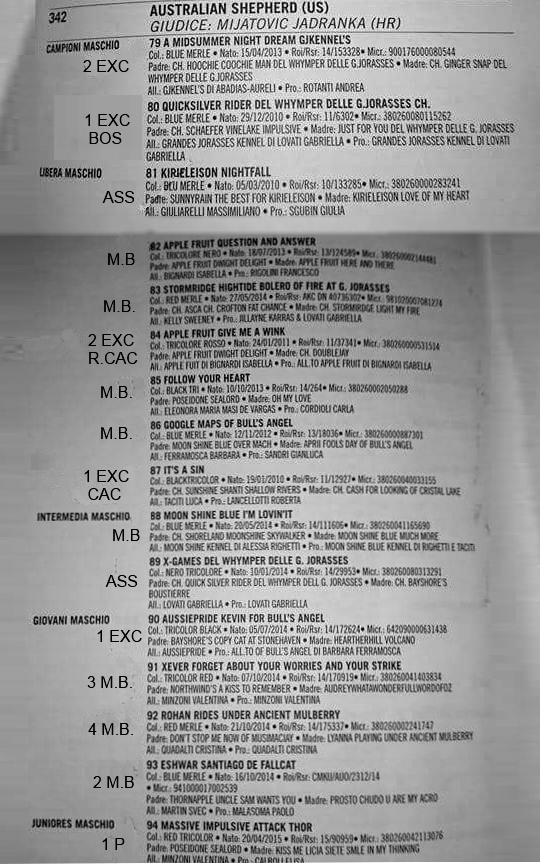 342
AUSTRALIAN SHEPHERD (US)
GIUDICE: MIJATOVIC JADRANKA (HR)
CAMPIONI MASCHIO
2 EXC
79 A MIDSUMMER NIGHT DREAM GJKENNEL'S
Col.: BLUE MERLE • Nato: 15/04/2013 • Roi/Rsr: 14/153328 • Micr.: 900176000080544
Padre: CH. HOOCHIE COOCHIE MAN DEL WHYMPER DELLE G.JORASSES • Madre: CH. GINGER SNAP DEL
WHYMPER DELLE G.JORASSES
All.: GJKENNEL'S DI ABADIAS-AURELI • Pro.: ROTANTI ANDREA
1 EXC
BOS
80 QUICKSILVER RIDER DEL WHYMPER DELLE G.JORASSES CH.
Col.: BLUE MERLE • Nato: 29/12/2010 • Roi/Rsr: 11/6302 • Micr.: 380260080115262
Padre: CH. SCHAEFER VINELAKE IMPULSIVE • Madre: JUST FOR YOU DEL WHYMPER DELLE G. JORASSES
All.: GRANDES JORASSES KENNEL DI LOVATI GABRIELLA • Pro.: GRANDES JORASSES KENNEL DI LOVATI
GABRIELLA
LIBERA MASCHIO
ASS
81 KIRIELEISON NIGHTFALL
Col.: BLU MERLE • Nato: 05/03/2010 • Roi/Rsr: 10/133285 • Micr.: 380260000283241
Padre: SUNNYRAIN THE BEST FOR KIRIELEISON • Madre: KIRIELEISON LOVE OF MY HEART
All.: GIULIARELLI MASSIMILIANO • Pro.: SGUBIN GIULIA
M.B
82 APPLE FRUIT QUESTION AND ANSWER
Col.: TRICOLORE NERO • Nato: 18/07/2013 • Roi/Rsr: 13/124589 • Micr.:
Padre: APPLE FRUIT DWIGHT DELIGHT • Madre: APPLE FRUIT HERE AND THERE
All.: BIGNARDI ISABELLA • Pro.: RIGOLINI FRANCESCO
M.B.
83 STORMRIDGE HIGHTIDE BOLERO OF FIRE AT G. JORASSES
Col.: RED MERLE • Nato: 27/05/2014 • Roi/Rsr: AKC DN 40736302 • Micr.: 981020007081274
Padre: CH. ASCA CH. CROFTON FAT CHANCE • Madre: CH. STORMRIDGE LIGHT MY FIRE
All.: KELLY SWEENEY • Pro.: JILLAYNE KARRAS & LOVATI GABRIELLA
2 EXC
R.CAC
84 APPLE FRUIT GIVE ME A WINK
Col.: TRICOLORE ROSSO • Nato: 24/01/2011 • Roi/Rsr: 11/37341 • Micr.: 380260000531514
Padre: APPLE FRUIT DWIGHT DELIGHT • Madre: CH. DOUBLEJAY
All.: APPLE FUIT DI BIGNARDI ISABELLA • Pro.: ALL.TO APPLE FRUIT DI BIGNARDI ISABELLA
M.B.
85 FOLLOW YOUR HEART
Col.: BLACK TRI • Nato: 10/10/2013 • Roi/Rsr: 14/264 • Micr.: 380260002050288
Padre: POSEIDONE SEALORD • Madre: OH MY LOVE
All.: ELEONORA MARIA MASI DE VARGAS • Pro.: CORDIOLI CARLA
M.B.
86 GOOGLE MAPS OF BULL'S ANGEL
Col.: BLUE MERLE • Nato: 12/11/2012 • Roi/Rsr: 13/18036 • Micr.: 380260000887301
Padre: MOON SHINE BLUE OVER MACH • Madre: APRIL FOOLS DAY OF BULL'S ANGEL
All.: FERRAMOSCA BARBARA • Pro.: SANDRI GIANLUCA
1 EXC
CAC
87 IT'S A SIN
Col.: BLACKTRICOLOR • Nato: 19/01/2010 • Roi/Rsr: 11/12927 • Micr.: 380260040033155
Padre: CH. SUNSHINE SHANTI SHALLOW RIVERS • Madre: CH. CASH FOR LOOKING OF CRISTAL LAKE
All.: TACITI LUCA • Pro.: LANCELLOTTI ROBERTA
INTERMEDIA MASCHIO
M.B
88 MOON SHINE BLUE I'M LOVIN'IT
Col.: BLUE MERLE • Nato: 20/05/2014 • Roi/Rsr: 14/111606 • Micr.: 380260041165690
Padre: CH. SHORELAND MOONSHINE SKYWALKER • Madre: MOON SHINE BLUE MUCH MORE
All.: MOON SHINE KENNEL DI ALESSIA RIGHETTI • Pro.: MOON SHINE BLUE KENNEL DI RIGHETTI E TACITI
ASS
89 X-GAMES DEL WHYMPER DELLE G. JORASSES
Col.: NERO TRICOLORE • Nato: 10/01/2014 • Roi/Rsr: 14/29953 • Micr.: 380260080313291
Padre: CH. QUICK SILVER RIDER DEL WHYMPER DELL G. JORASSES • Madre: CH. BAYSHORE'S
BOUSTIERRE
All.: LOVATI GABRIELLA • Pro.: LOVATI GABRIELLA
GIOVANI MASCHIO
1 EXC
90 AUSSIEPRIDE KEVIN FOR BULL'S ANGEL
Col.: TRICOLOR BLACK • Nato: 05/07/2014 • Roi/Rsr: 14/172624 • Micr.: 642090000631438
Padre: BAYSHORE'S COPY CAT AT STONEHAVEN • Madre: HEARTHERHILL VOLCANO
All.: AUSSIEPRIDE • Pro.: ALL.TO OF BULL'S ANGEL DI BARBARA FERRAMOSCA
3 M.B.
91 XEVER FORGET ABOUT YOUR WORRIES AND YOUR STRIKE
Col.: TRICOLOR RED • Nato: 07/10/2014 • Roi/Rsr: 14/170919 • Micr.: 380260041403834
Padre: NORTHWIND'S A KISS TO REMEMBER • Madre: AUDREYWHATAWONDERFULLWORDOFOZ
All.: MINZONI VALENTINA • Pro.: MINZONI VALENTINA
4 M.B.
92 ROHAN RIDES UNDER ANCIENT MULBERRY
Col.: RED MERLE • Nato: 21/10/2014 • Roi/Rsr: 14/175337 • Micr.: 380260002241747
Padre: DON'T STOP ME NOW OF MUSIMACIAY • Madre: LYANNA PLAYING UNDER ANCIENT MULBERRY
All.: QUADALTI CRISTINA • Pro.: QUADALTI CRISTINA
2 M.B
93 ESHWAR SANTIAGO DE FALLCAT
Col.: BLUE MERLE • Nato: 16/10/2014 • Roi/Rsr: CMKU/AUO/2312/14
• Micr.: 941000017002539
Padre: THORNAPPLE UNCLE SAM WANTS YOU • Madre: PROSTO CHUDO U ARE MY ACRO
All.: MARTIN SVEC • Pro.: MALASOMA PAOLO
JUNIORES MASCHIO
1 P
94 MASSIVE IMPULSIVE ATTACK THOR
Col.: RED TRICOLOR • Nato: 20/04/2015 • Roi/Rsr: 15/90959 • Micr.: 380260042113076
Padre: POSEIDONE SEALORD • Madre: KISS ME LICIA SIETE SMILE IN MY THINKING
All.: MINZONI VALENTINA • Pro.: